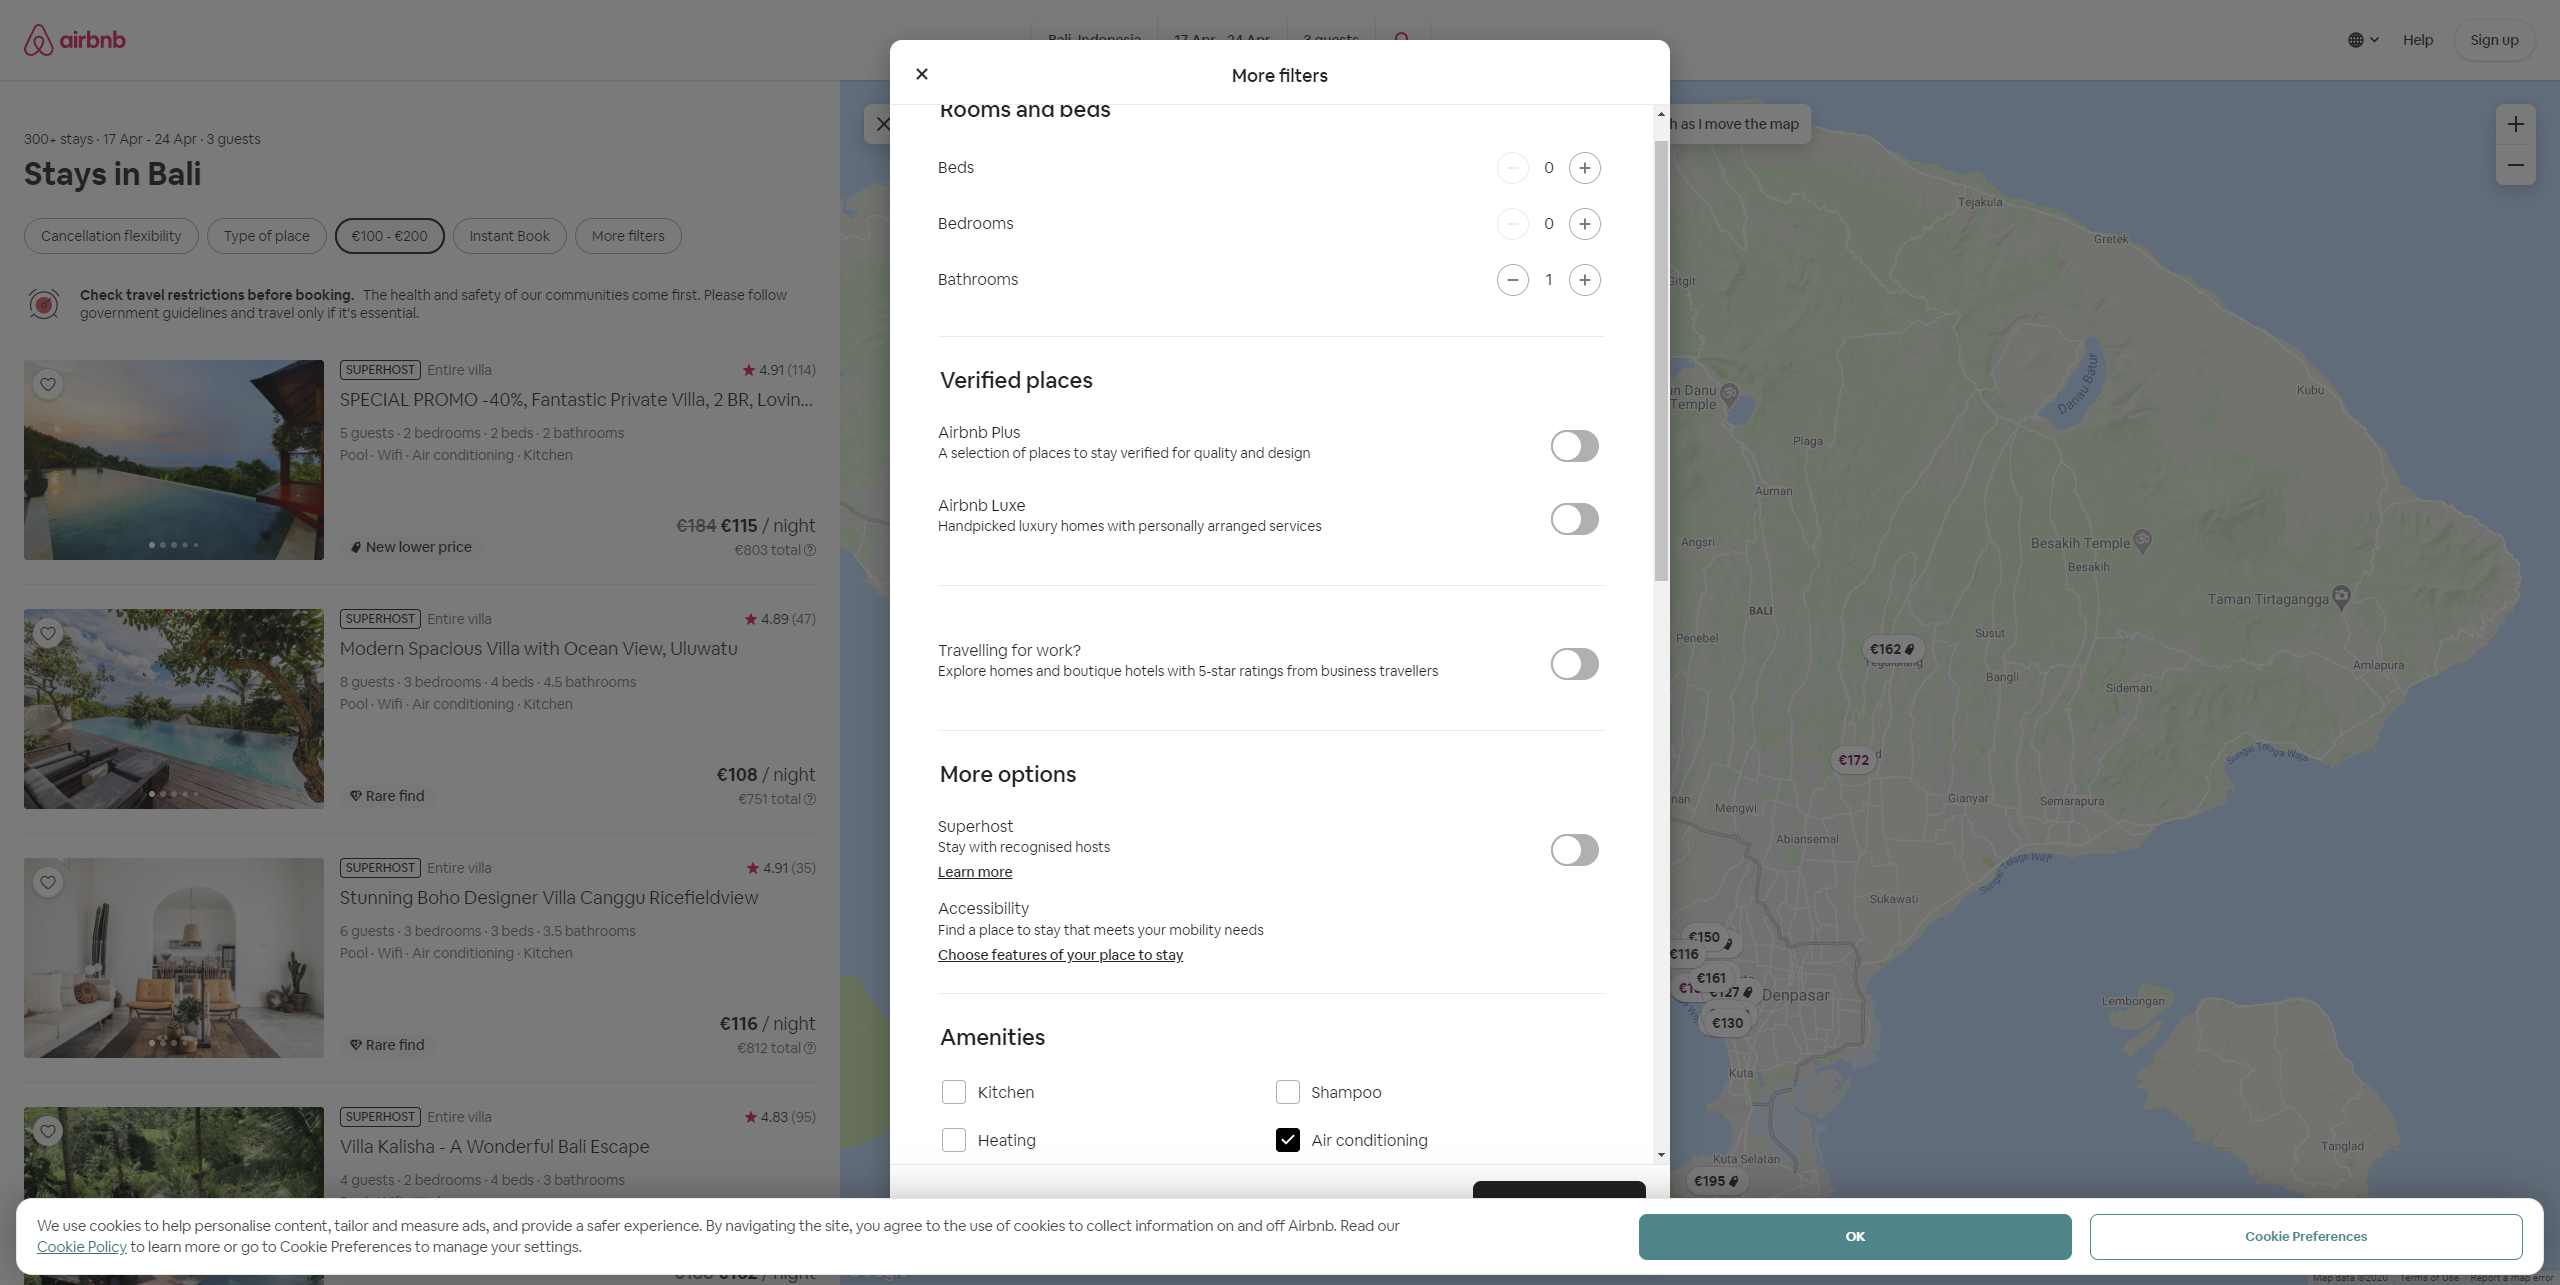 airbnb
Bali, Indonesia
17 Apr - 24 Apr
3 guests
Help
Sign up
300+ stays · 17 Apr - 24 Apr · 3 guests
Stays in Bali
Cancellation flexibility
Type of place
€100 - €200
Instant Book
More filters
Check travel restrictions before booking. The health and safety of our communities come first. Please follow
government guidelines and travel only if it's essential.
SUPERHOST Entire villa
4.91 (114)
SPECIAL PROMO -40%, Fantastic Private Villa, 2 BR, Lovin...
5 guests · 2 bedrooms · 2 beds · 2 bathrooms
Pool · Wifi · Air conditioning · Kitchen
€184 €115 / night
New lower price
€803 total
SUPERHOST Entire villa
4.89 (47)
Modern Spacious Villa with Ocean View, Uluwatu
8 guests · 3 bedrooms · 4 beds · 4.5 bathrooms
Pool · Wifi · Air conditioning · Kitchen
€108 / night
Rare find
€751 total
SUPERHOST Entire villa
4.91 (35)
Stunning Boho Designer Villa Canggu Ricefieldview
6 guests · 3 bedrooms · 3 beds · 3.5 bathrooms
Pool · Wifi · Air conditioning · Kitchen
€116 / night
Rare find
€812 total
SUPERHOST Entire villa
4.83 (95)
Villa Kalisha - A Wonderful Bali Escape
4 guests · 2 bedrooms · 4 beds · 3 bathrooms
More filters
Rooms and beds
Beds
0
Bedrooms
0
Bathrooms
1
Verified places
Airbnb Plus
A selection of places to stay verified for quality and design
Airbnb Luxe
Handpicked luxury homes with personally arranged services
Travelling for work?
Explore homes and boutique hotels with 5-star ratings from business travellers
More options
Superhost
Stay with recognised hosts
Learn more
Accessibility
Find a place to stay that meets your mobility needs
Choose features of your place to stay
Amenities
Kitchen
Shampoo
Heating
Air conditioning
h as I move the map
Tejakula
Gretek
Gitgit
Danau Batur
Kubu
n Danu
Temple
Plaga
Auman
Angsri
Besakih Temple
Besakih
Taman Tirtagangga
BALI
Penebel
Susut
€162
Tegalalang
Bangli
Amlapura
Sideman
€172
Sungai Telaga Waja
Mengwi
Gianyar
Semarapura
Abiansemal
Sungai Telaga Waja
Sukawati
€150
€116
€161
€127
Denpasar
€130
Lembongan
Kuta
Tanglad
Kuta Selatan
€195
We use cookies to help personalise content, tailor and measure ads, and provide a safer experience. By navigating the site, you agree to the use of cookies to collect information on and off Airbnb. Read our
Cookie Policy to learn more or go to Cookie Preferences to manage your settings.
OK
Cookie Preferences
Map data ©2020
Terms of Use
Report a map error